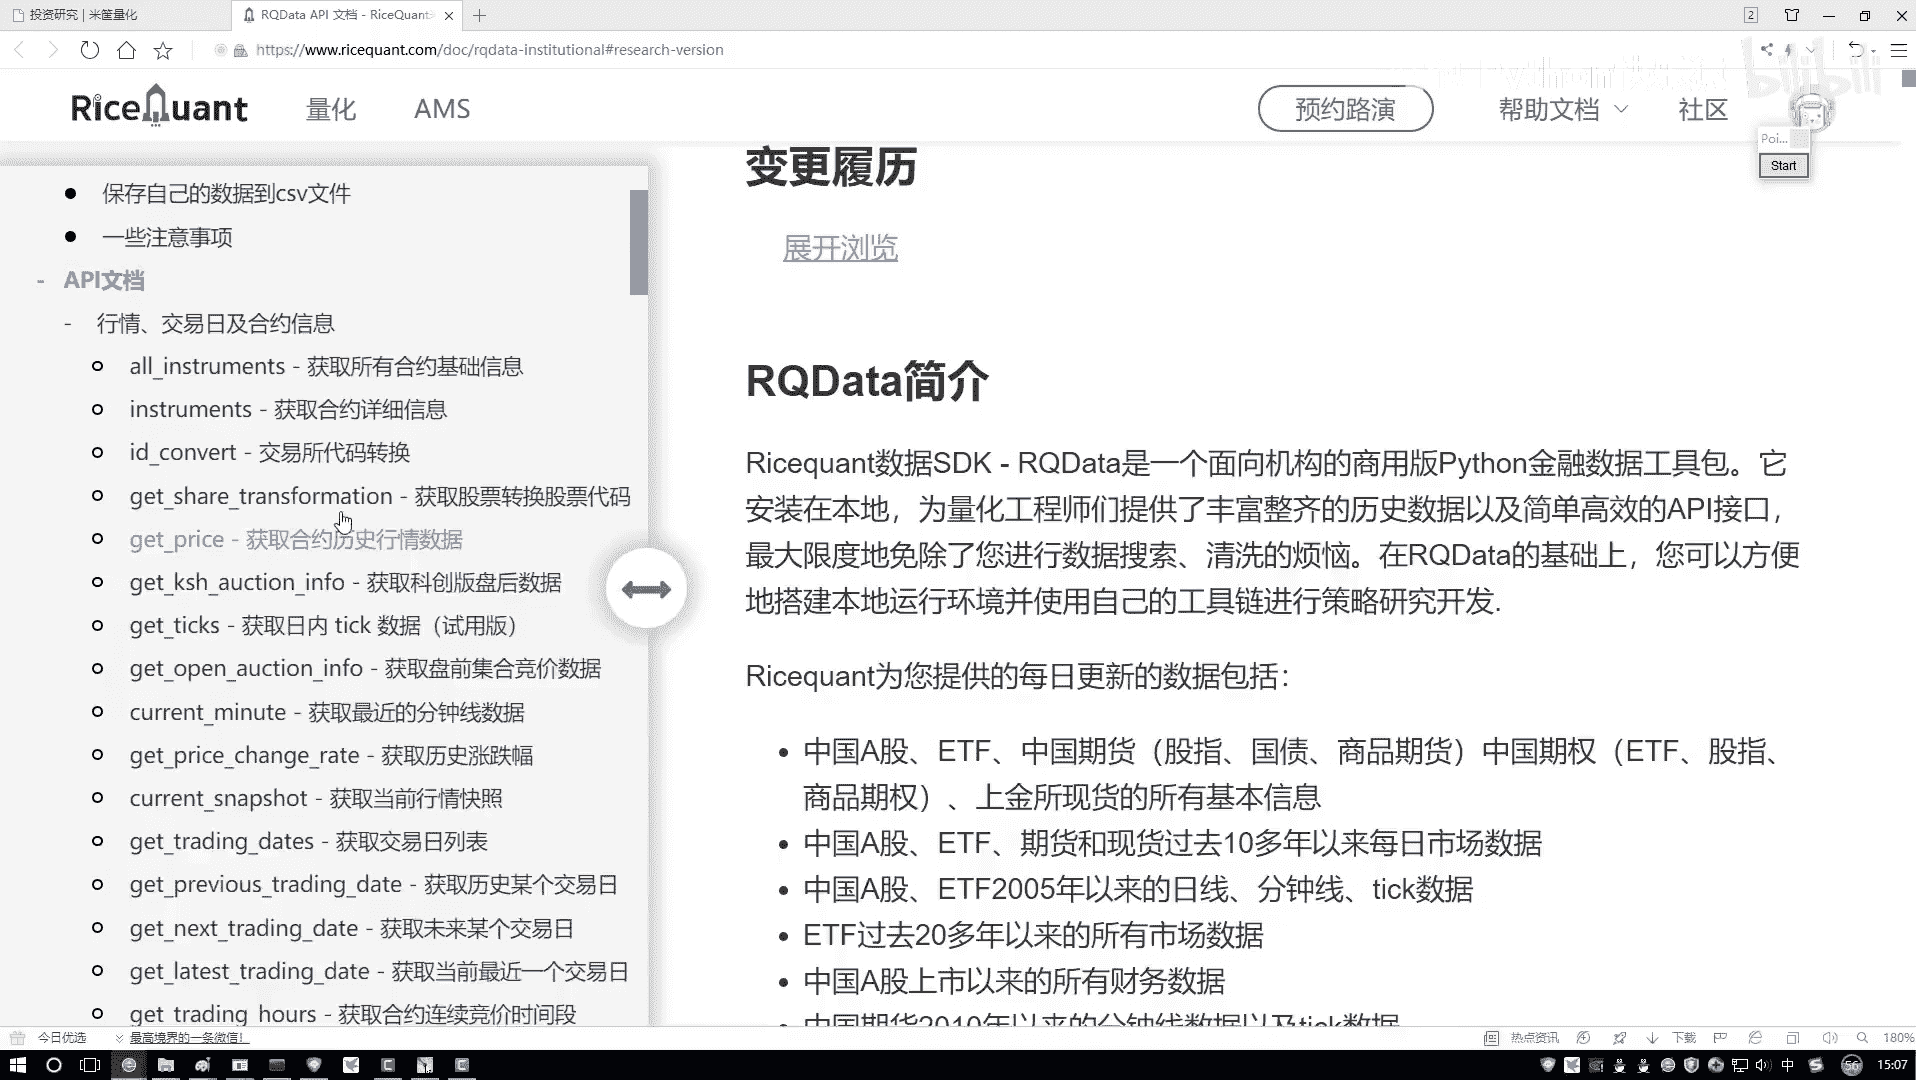 投资研究 | 米筐量化
RQData API 文档 - RiceQuant
2
https://www.ricequant.com/doc/rqdata-institutional#research-version
bilibili
RiceQuant
量化
AMS
预约路演
帮助文档
社区
Poi...
Start
保存自己的数据到csv文件
一些注意事项
- API文档
- 行情、交易日及合约信息
all_instruments - 获取所有合约基础信息
instruments - 获取合约详细信息
id_convert - 交易所代码转换
get_share_transformation - 获取股票转换股票代码
get_price - 获取合约历史行情数据
get_ksh_auction_info - 获取科创版盘后数据
get_ticks - 获取日内 tick 数据（试用版）
get_open_auction_info - 获取盘前集合竞价数据
current_minute - 获取最近的分钟线数据
get_price_change_rate - 获取历史涨跌幅
current_snapshot - 获取当前行情快照
get_trading_dates - 获取交易日列表
get_previous_trading_date - 获取历史某个交易日
get_next_trading_date - 获取未来某个交易日
get_latest_trading_date - 获取当前最近一个交易日
get_trading_hours - 获取合约连续竞价时间段
变更履历
展开浏览
RQData简介
Ricequant数据SDK - RQData是一个面向机构的商用版Python金融数据工具包。它
安装在本地，为量化工程师们提供了丰富整齐的历史数据以及简单高效的API接口，
最大限度地免除了您进行数据搜索、清洗的烦恼。在RQData的基础上，您可以方便
地搭建本地运行环境并使用自己的工具链进行策略研究开发.
Ricequant为您提供的每日更新的数据包括：
• 中国A股、ETF、中国期货（股指、国债、商品期货）中国期权（ETF、股指、
商品期权）、上金所现货的所有基本信息
• 中国A股、ETF、期货和现货过去10多年以来每日市场数据
• 中国A股、ETF2005年以来的日线、分钟线、tick数据
• ETF过去20多年以来的所有市场数据
• 中国A股上市以来的所有财务数据
• 中国期货2010年以来的分钟线数据以及tick数据
今日优选
最高境界的一条微信！
热点资讯
下载
180%
中
56
15:07